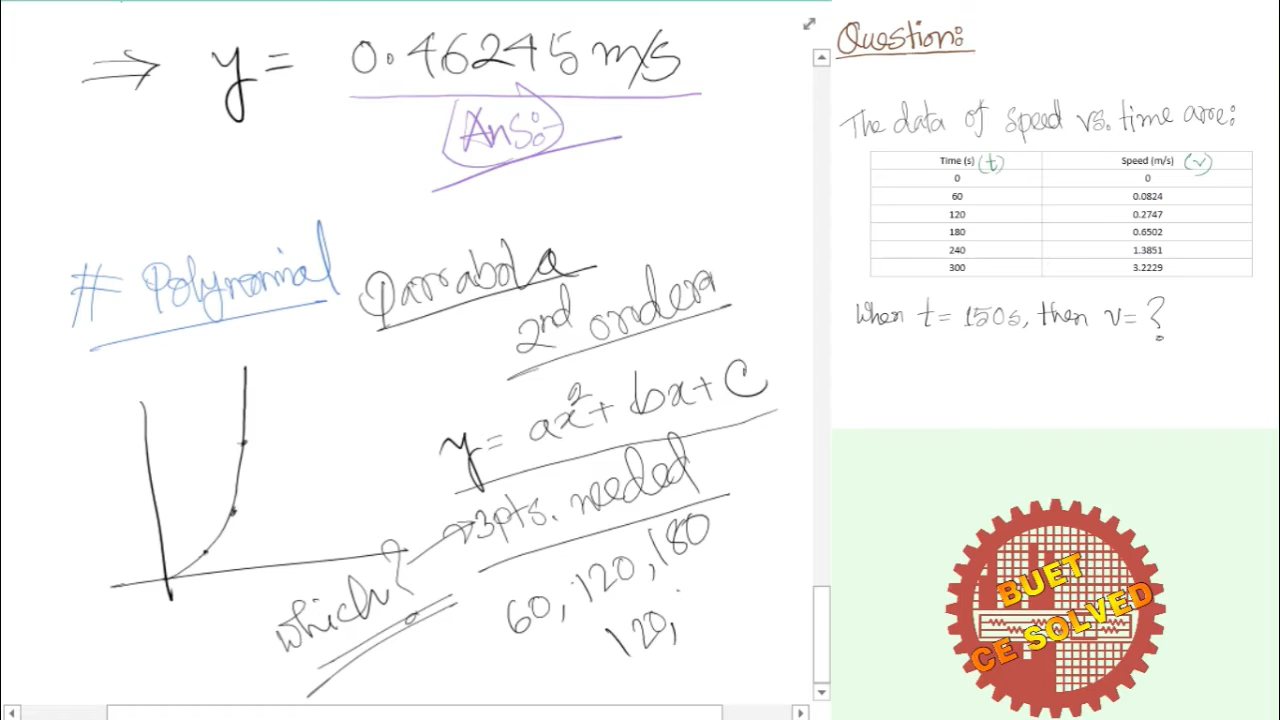 ⇒ y = 0.46245 m/s
Ans:-
# Polynomial Parrabola
2nd order
y = ax² + bx + C
→ 3pts. needed
which?
60, 120, 180
120,
Question:
The data of speed vs. time are:
Time (s) (t) Speed (m/s) (v)
0 0
60 0.0824
120 0.2747
180 0.6502
240 1.3851
300 3.2229
When t = 150s, then v = ?
BUET
CE SOLVED